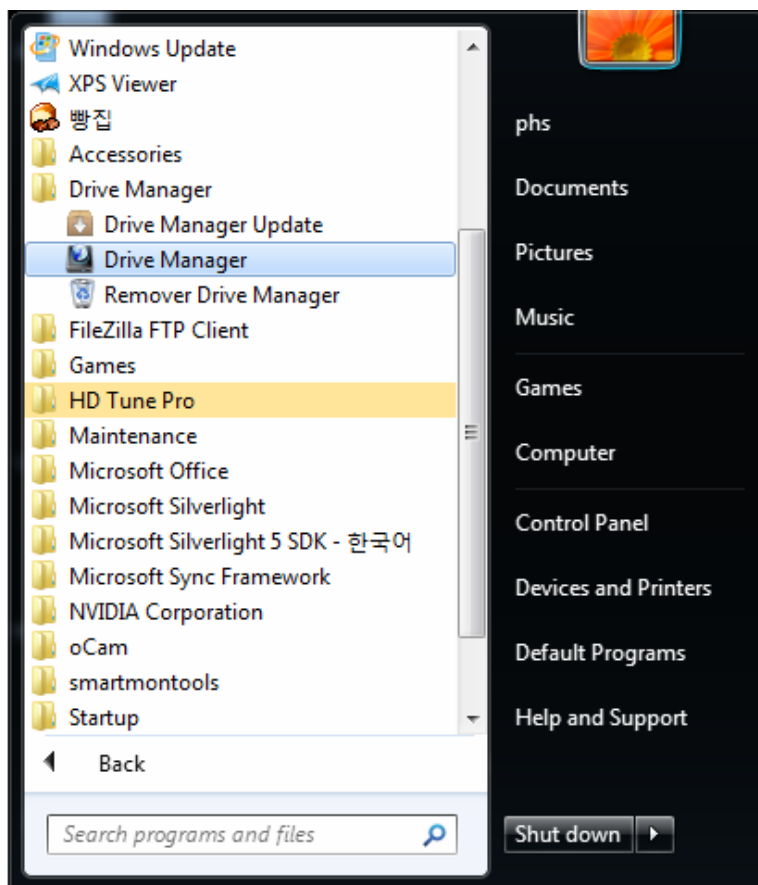 Windows Update
XPS Viewer
빵집
Accessories
Drive Manager
Drive Manager Update
Drive Manager
Remover Drive Manager
FileZilla FTP Client
Games
HD Tune Pro
Maintenance
Microsoft Office
Microsoft Silverlight
Microsoft Silverlight 5 SDK - 한국어
Microsoft Sync Framework
NVIDIA Corporation
oCam
smartmontools
Startup
Back
Search programs and files
phs
Documents
Pictures
Music
Games
Computer
Control Panel
Devices and Printers
Default Programs
Help and Support
Shut down